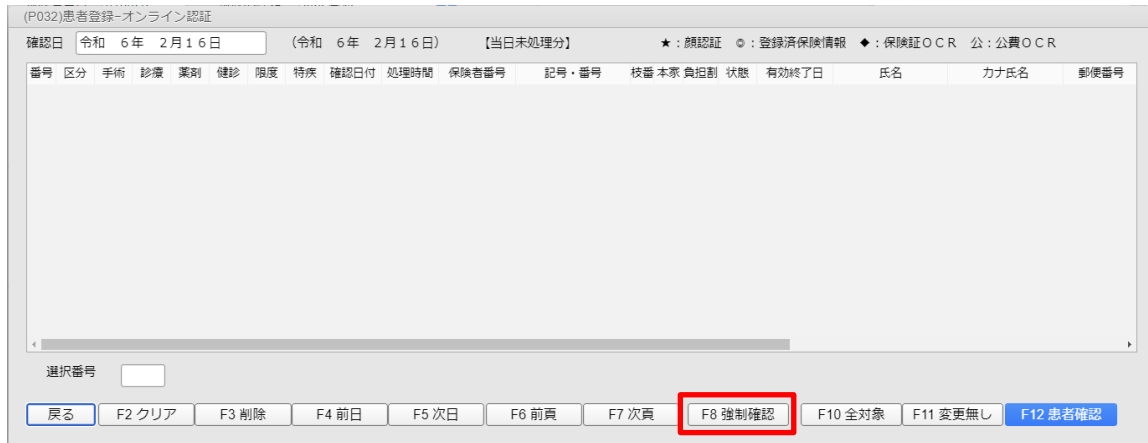 (P032)患者登録-オンライン認証
確認日 令和 6年 2月16日 (令和 6年 2月16日) 【当日未処理分】 ★:顔認証 ◎:登録済保険情報 ◆:保険証OCR 公:公費OCR
番号 区分 手術 診療 薬剤 健診 限度 特疾 確認日付 処理時間 保険者番号 記号・番号 枝番 本家 負担割 状態 有効終了日 氏名 カナ氏名 郵便番号
選択番号
戻る F2 クリア F3 削除 F4 前日 F5 次日 F6 前頁 F7 次頁 F8 強制確認 F10 全対象 F11 変更無し F12 患者確認